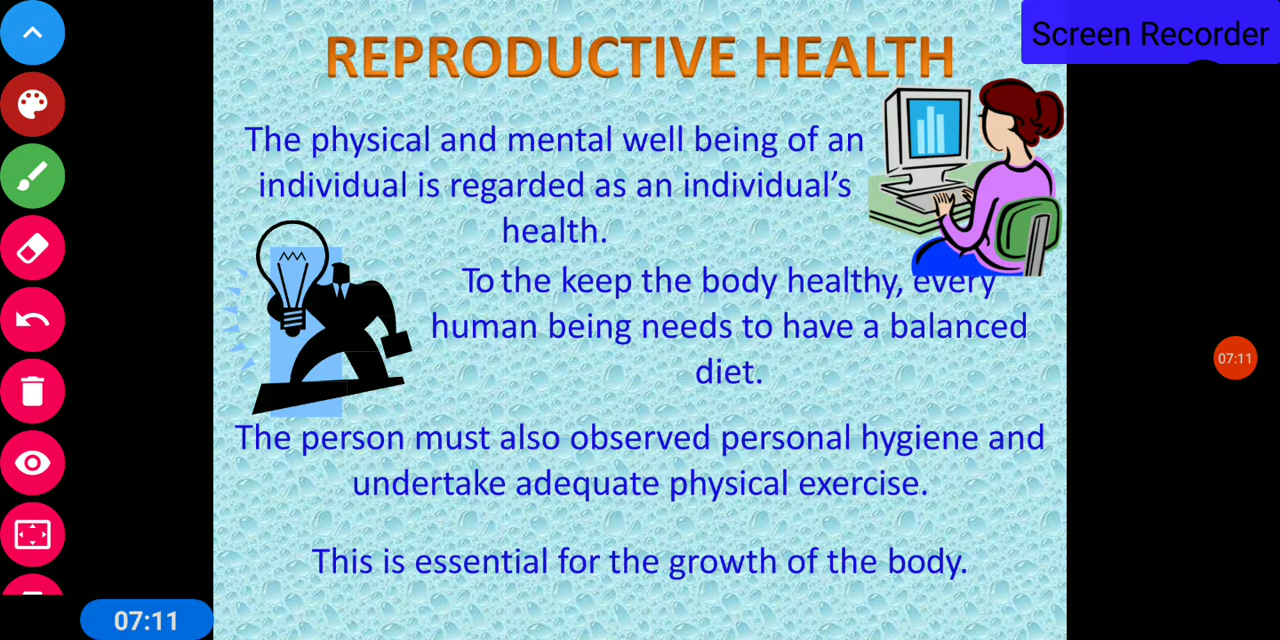 Screen Recorder
REPRODUCTIVE HEALTH
The physical and mental well being of an
individual is regarded as an individual’s
health.
To the keep the body healthy, every
human being needs to have a balanced
diet.
The person must also observed personal hygiene and
undertake adequate physical exercise.
This is essential for the growth of the body.
07:11
07:11